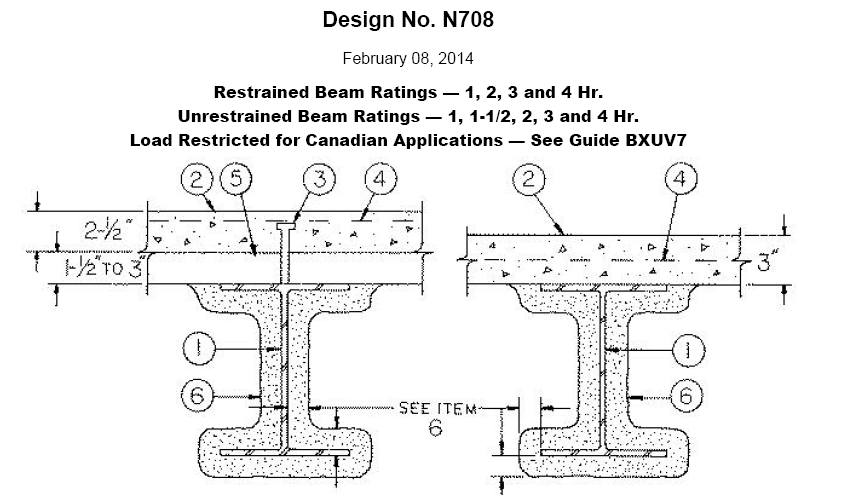 Design No. N708
February 08, 2014
Restrained Beam Ratings — 1, 2, 3 and 4 Hr.
Unrestrained Beam Ratings — 1, 1-1/2, 2, 3 and 4 Hr.
Load Restricted for Canadian Applications — See Guide BXUV7
2 5 3 4 2 4
2-½"
1-½" TO 3"
3"
1 1
6 6
SEE ITEM
6